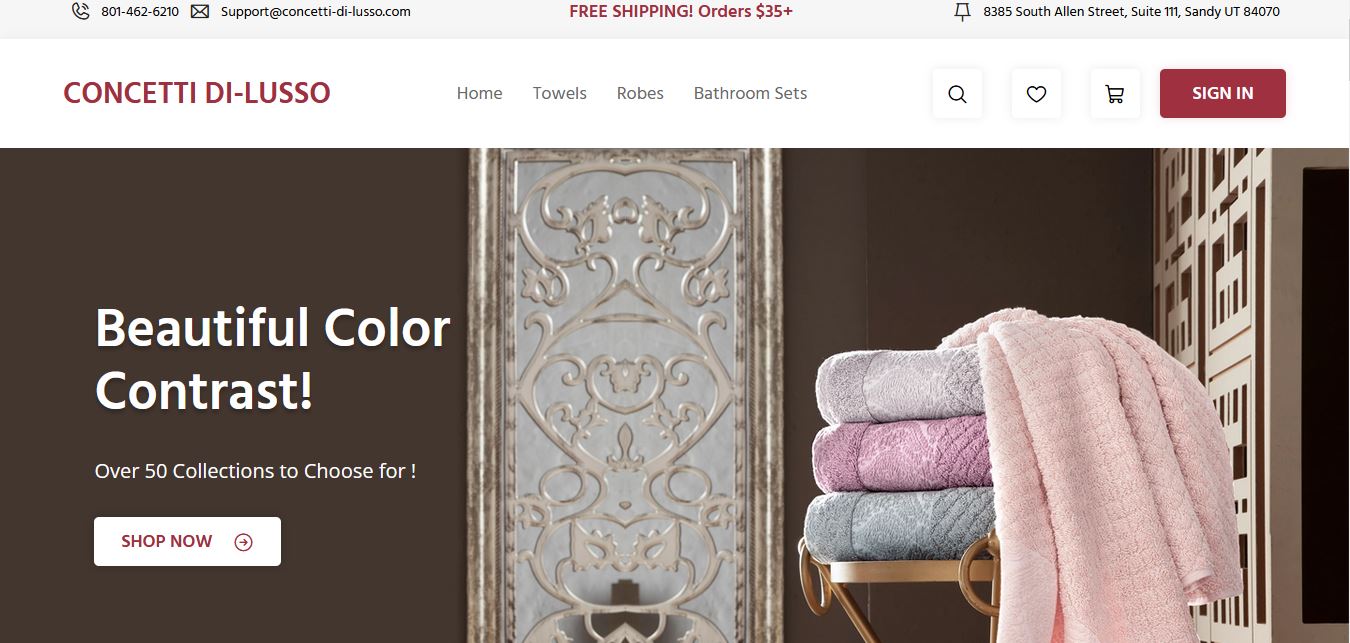 801-462-6210 Support@concetti-di-lusso.com FREE SHIPPING! Orders $35+ 8385 South Allen Street, Suite 111, Sandy UT 84070
CONCETTI DI-LUSSO Home Towels Robes Bathroom Sets SIGN IN
Beautiful Color
Contrast!
Over 50 Collections to Choose for !
SHOP NOW